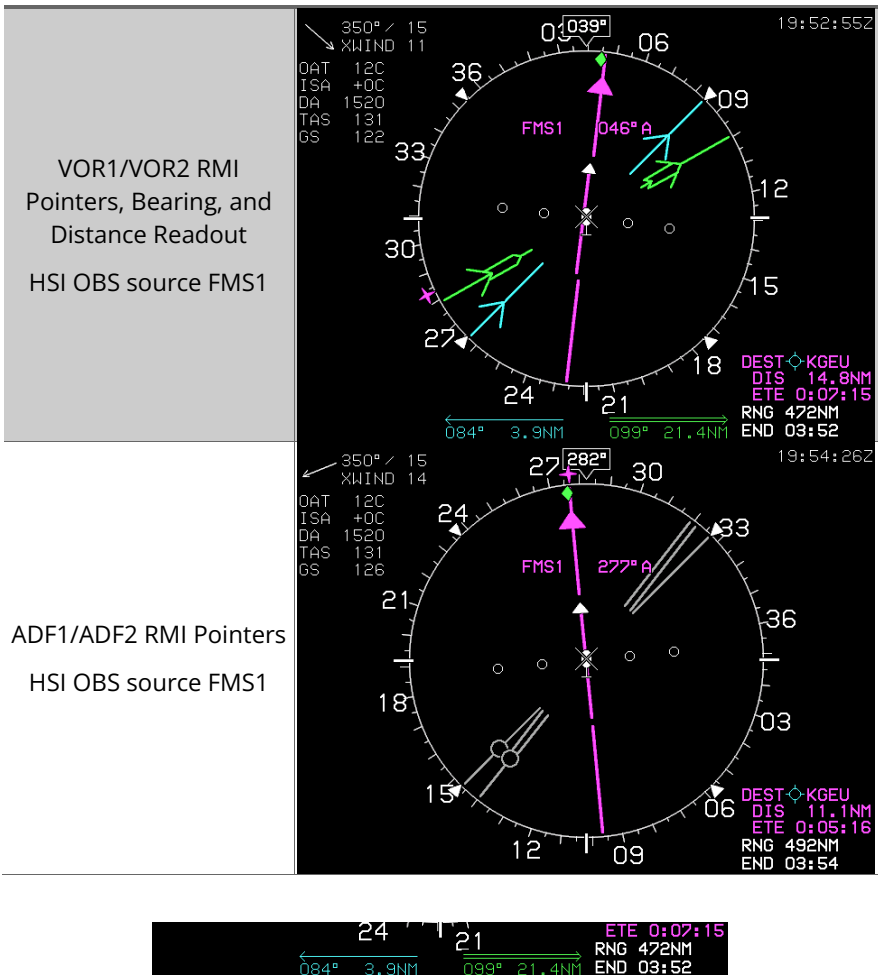 VOR1/VOR2 RMI
Pointers, Bearing, and
Distance Readout
HSI OBS source FMS1
350°/ 15
XWIND 11
OAT 12C
ISA +0C
DA 1520
TAS 131
GS 122
19:52:55Z
03
039°
06
36
09
33
12
30
15
27
18
24
21
FMS1 046° A
DEST KGEU
DIS 14.8NM
ETE 0:07:15
RNG 472NM
END 03:52
084° 3.9NM
099° 21.4NM
ADF1/ADF2 RMI Pointers
HSI OBS source FMS1
350°/ 15
XWIND 14
OAT 12C
ISA +0C
DA 1520
TAS 131
GS 126
19:54:26Z
27
282°
30
24
33
21
36
18
03
15
06
12
09
FMS1 277° A
DEST KGEU
DIS 11.1NM
ETE 0:05:16
RNG 492NM
END 03:54
24
21
ETE 0:07:15
RNG 472NM
END 03:52
084° 3.9NM
099° 21.4NM